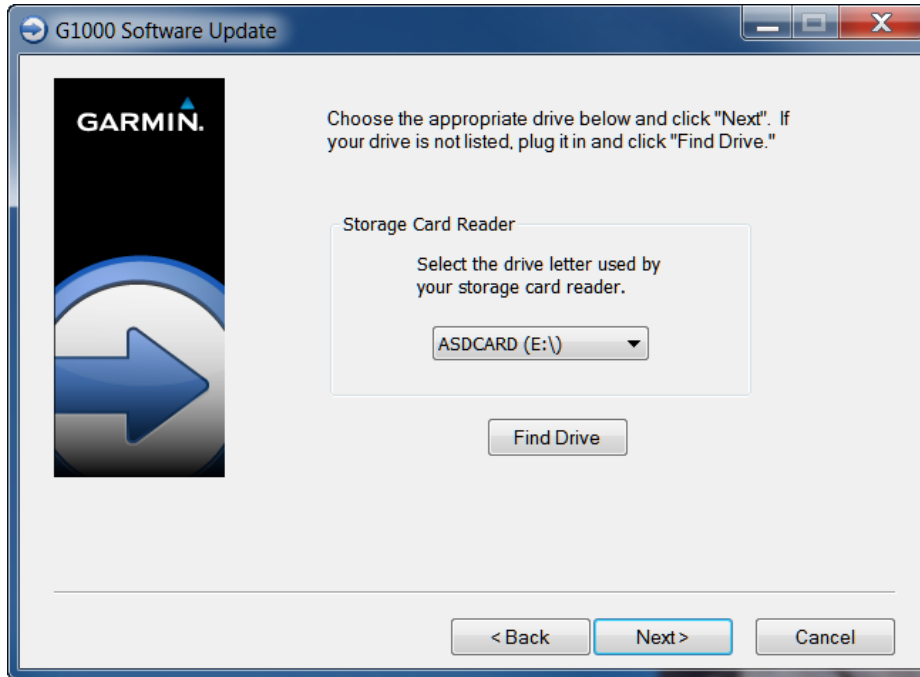 G1000 Software Update
GARMIN.
Choose the appropriate drive below and click "Next". If
your drive is not listed, plug it in and click "Find Drive."
Storage Card Reader
Select the drive letter used by
your storage card reader.
ASDCARD (E:\)
Find Drive
< Back
Next >
Cancel